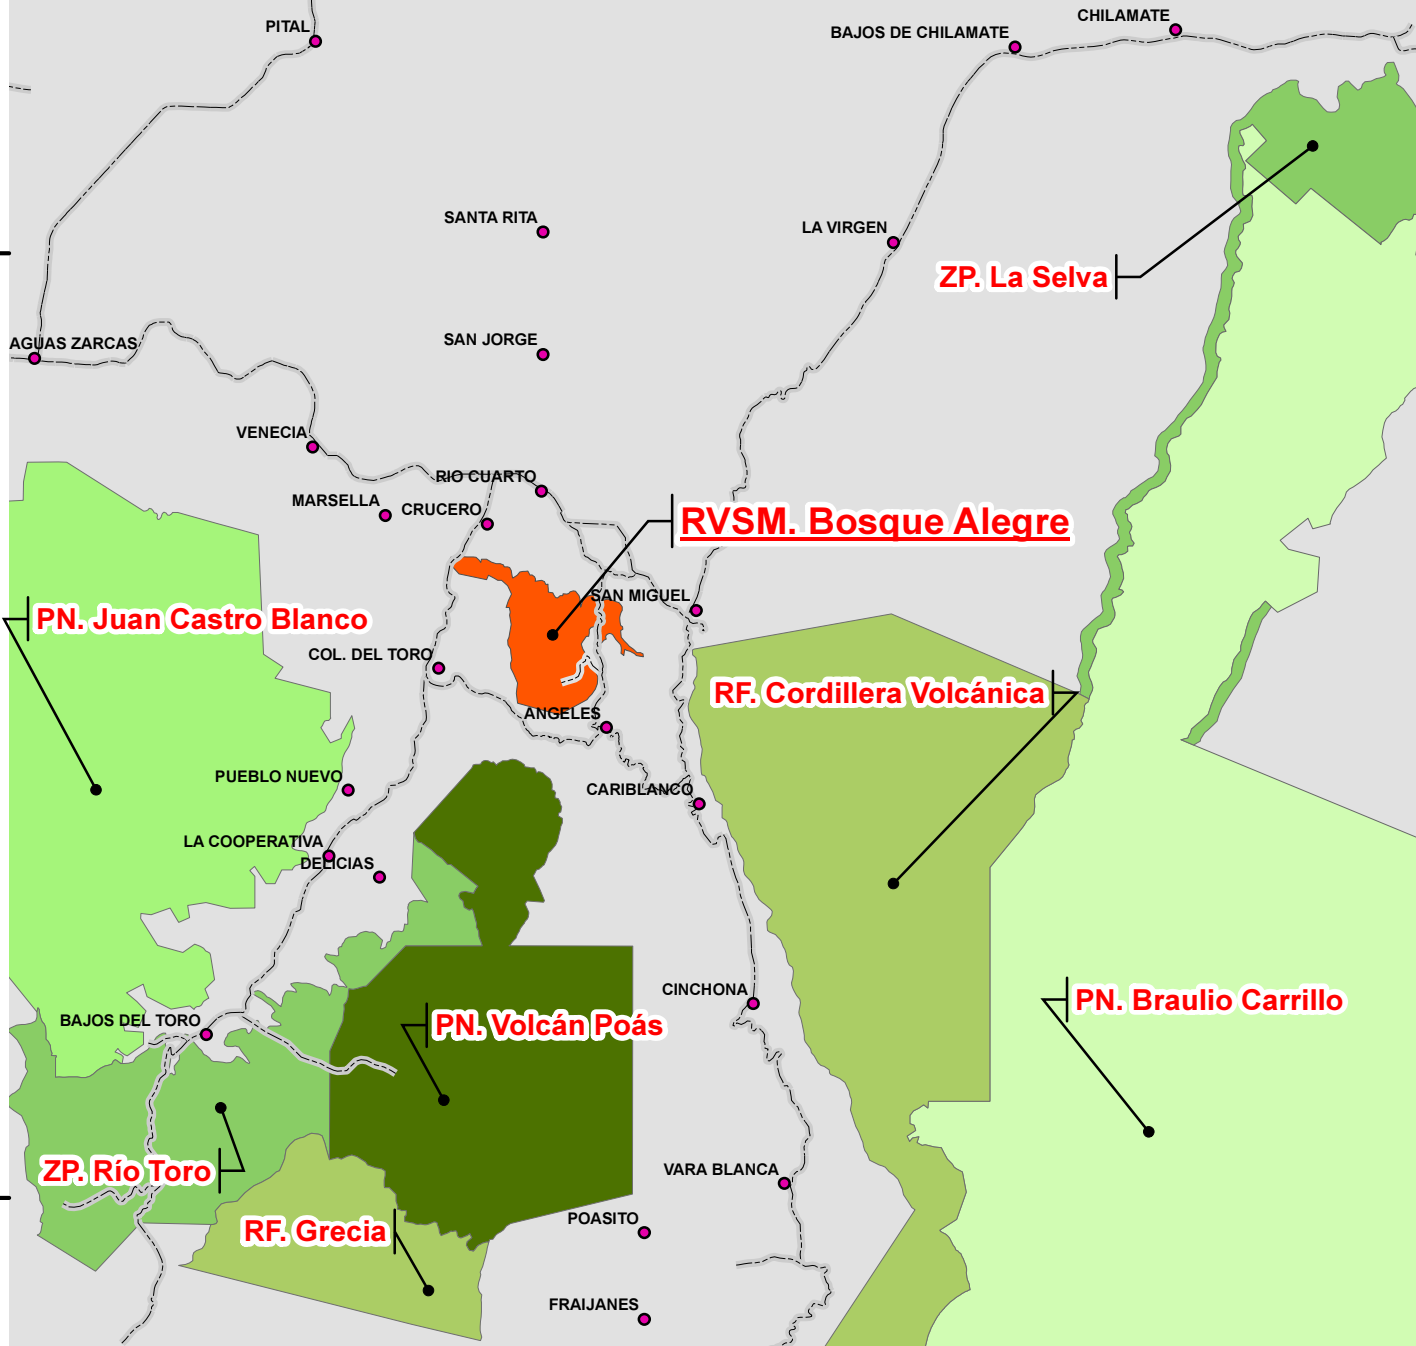 CHILAMATE
PITAL
BAJOS DE CHILAMATE
SANTA RITA
LA VIRGEN
ZP. La Selva
AGUAS ZARCAS
SAN JORGE
VENECIA
RIO CUARTO
MARSELLA
CRUCERO
RVSM. Bosque Alegre
SAN MIGUEL
PN. Juan Castro Blanco
COL. DEL TORO
RF. Cordillera Volcánica
ANGELES
PUEBLO NUEVO
CARIBLANCO
LA COOPERATIVA
DELICIAS
CINCHONA
PN. Braulio Carrillo
BAJOS DEL TORO
PN. Volcán Poás
ZP. Río Toro
VARA BLANCA
POASITO
RF. Grecia
FRAIJANES